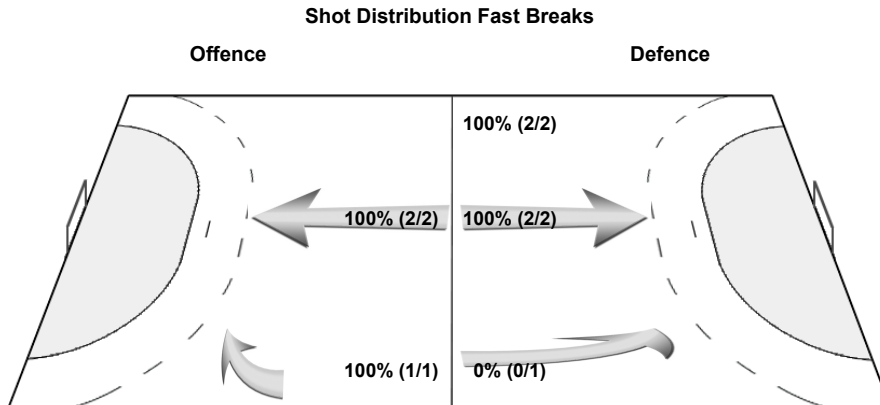 Shot Distribution Fast Breaks
Offence
Defence
100% (2/2)
100% (2/2)
100% (2/2)
100% (1/1)
0% (0/1)